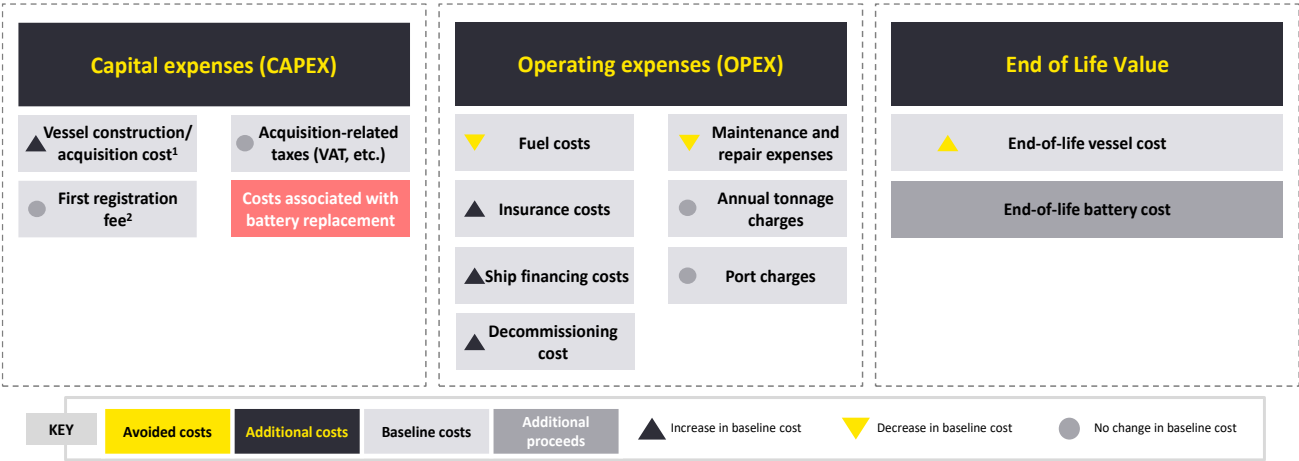 Capital expenses (CAPEX)
Vessel construction/
acquisition cost1
Acquisition-related
taxes (VAT, etc.)
First registration
fee2
Costs associated with
battery replacement
Operating expenses (OPEX)
Fuel costs
Maintenance and
repair expenses
Insurance costs
Annual tonnage
charges
Ship financing costs
Port charges
Decommissioning
cost
End of Life Value
End-of-life vessel cost
End-of-life battery cost
KEY
Avoided costs
Additional costs
Baseline costs
Additional
proceeds
Increase in baseline cost
Decrease in baseline cost
No change in baseline cost